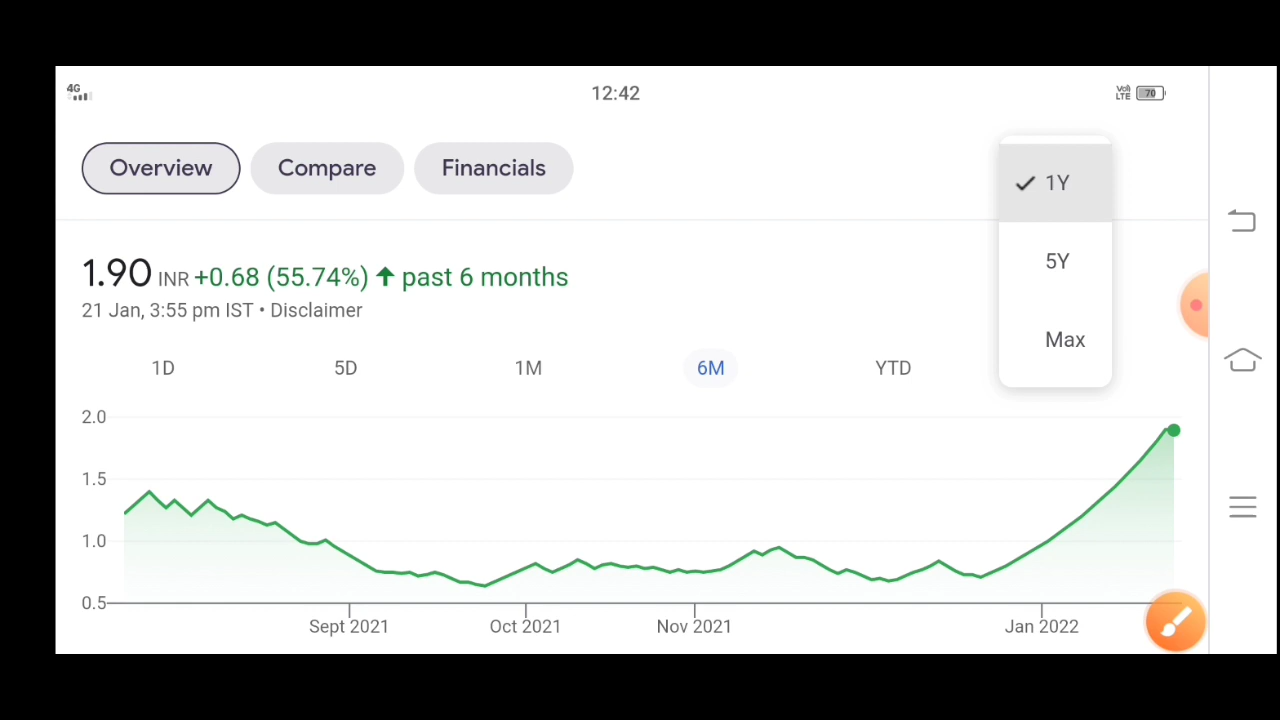 4G 12:42 Voll LTE 70
Overview Compare Financials
1Y
5Y
Max
1.90 INR +0.68 (55.74%) ↑ past 6 months
21 Jan, 3:55 pm IST • Disclaimer
1D 5D 1M 6M YTD
2.0
1.5
1.0
0.5
Sept 2021 Oct 2021 Nov 2021 Jan 2022